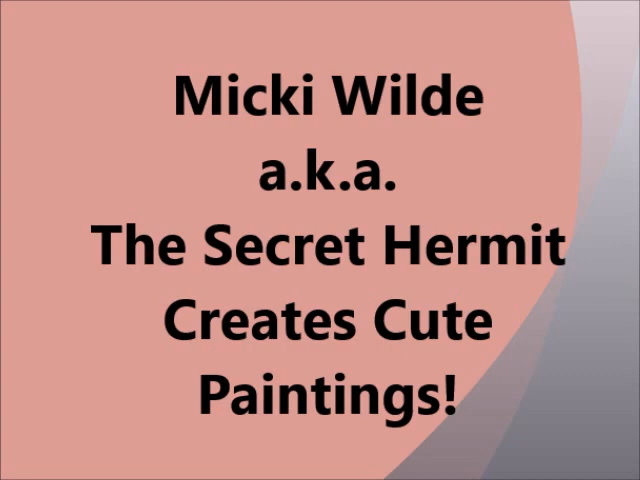 Micki Wilde
a.k.a.
The Secret Hermit
Creates Cute
Paintings!